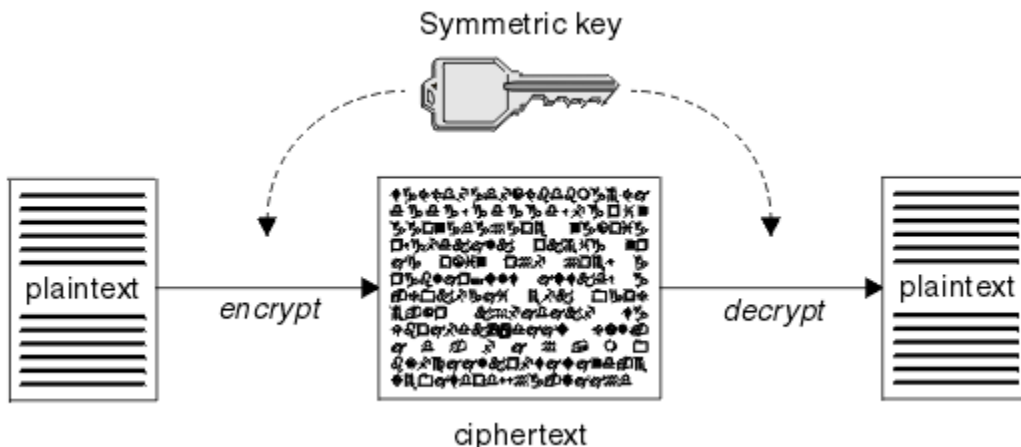 Symmetric key
plaintext
encrypt
decrypt
plaintext
ciphertext